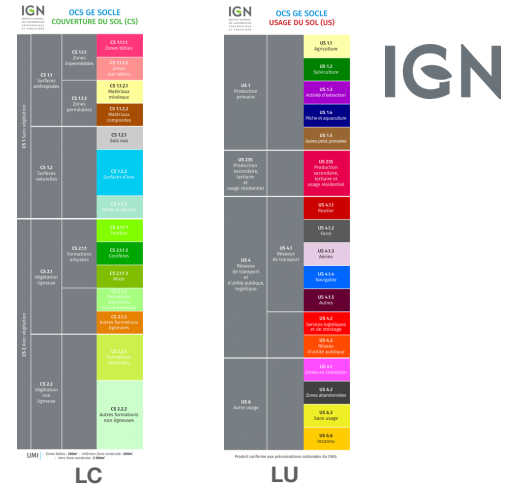 IGN
OCS GE SOCLE
COUVERTURE DU SOL (CS)
CS 1 Sans végétation
CS 1.1
Surfaces
anthropisées
CS 1.1.1
Zones
imperméables
CS 1.1.1.1
Zones bâties
CS 1.1.1.2
Zones
non bâties
CS 1.1.2
Zones
perméables
CS 1.1.2.1
Matériaux
minéraux
CS 1.1.2.2
Matériaux
composites
CS 1.2
Surfaces
naturelles
CS 1.2.1
Sols nus
CS 1.2.2
Surfaces d'eau
CS 2 Avec végétation
CS 2.1
Végétation
ligneuse
CS 2.1.1
Formations
arborées
CS 2.1.1.1
Feuillus
CS 2.1.1.2
Conifères
CS 2.1.1.3
Mixte
CS 2.1.2
Formations
arbustives
CS 2.1.3
Autres formations
ligneuses
CS 2.2
Végétation
non
ligneuse
CS 2.2.1
Formations
herbacées
CS 2.2.2
Autres formations
non ligneuses
UMI
LC
IGN
OCS GE SOCLE
USAGE DU SOL (US)
US 1
Production
primaire
US 1.1
Agriculture
US 1.2
Sylviculture
US 1.3
Activité d'extraction
US 1.4
Pêche et aquaculture
US 1.5
Autres prod. primaires
US 235
Production
secondaire,
tertiaire
et
usage résidentiel
US 235
Production
secondaire,
tertiaire et
usage résidentiel
US 4
Réseaux
de transport
et
d'utilité publique,
logistique
US 4.1
Réseaux
de transport
US 4.1.1
Routier
US 4.1.2
Ferré
US 4.1.3
Aérien
US 4.1.4
Navigable
US 4.1.5
Autres
US 4.2
Services logistiques
et de stockage
US 4.3
Réseau
d'utilité publique
US 6
Autre usage
US 6.1
Zones en transition
US 6.2
Zones abandonnées
US 6.3
Sans usage
US 6.6
Inconnu
Produit conforme aux préconisations nationales du CNIG
LU
IGN